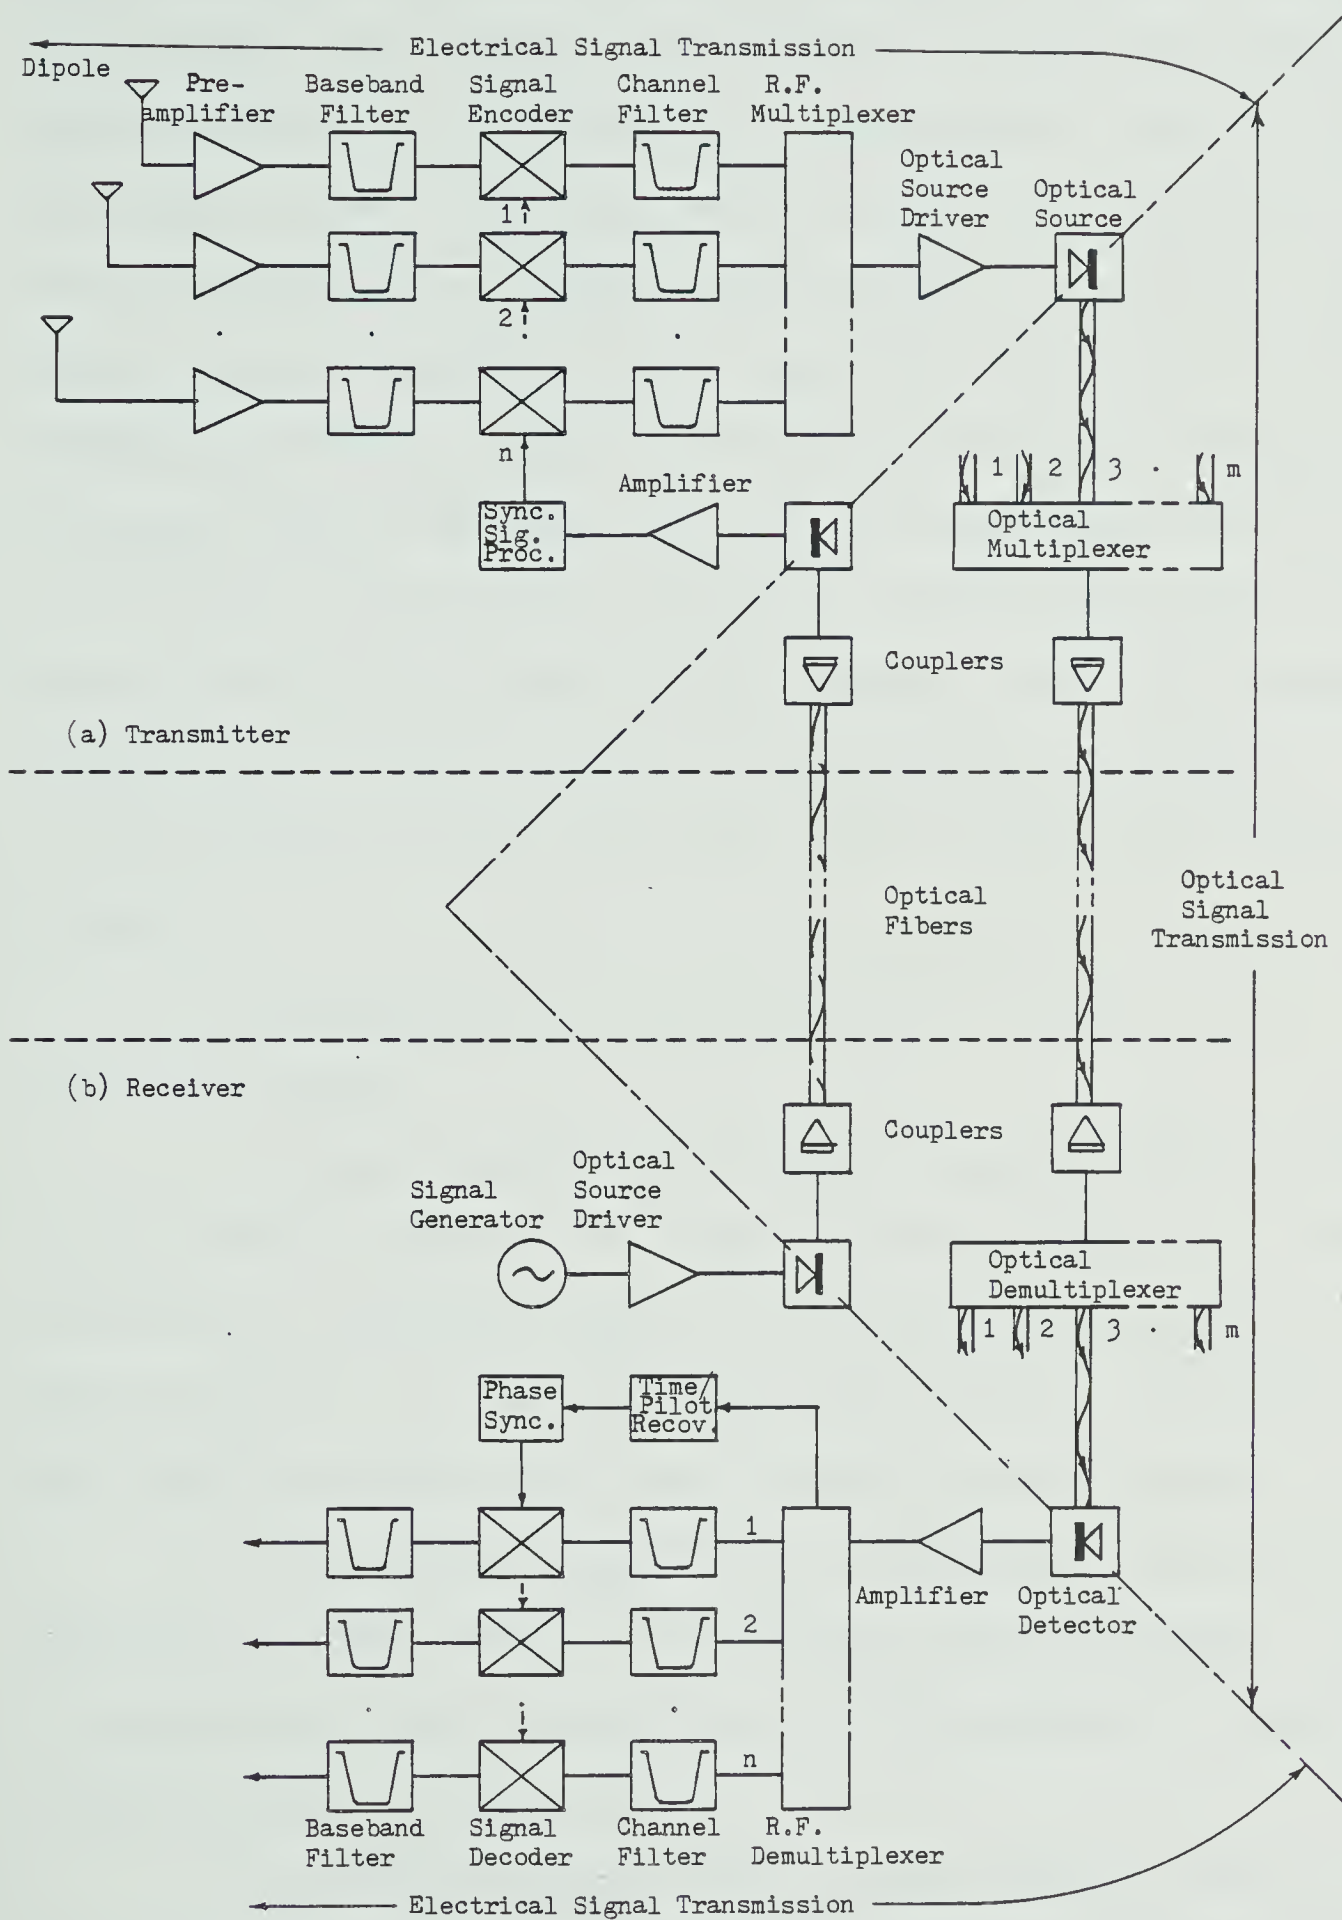 Electrical Signal Transmission
Dipole
Pre-
amplifier
Baseband
Filter
Signal
Encoder
Channel
Filter
R.F.
Multiplexer
Optical
Source
Driver
Optical
Source
1
2
n
Amplifier
Sync.
Sig.
Proc.
1 2 3 . m
Optical
Multiplexer
Couplers
(a) Transmitter
Optical
Fibers
Optical
Signal
Transmission
(b) Receiver
Couplers
Signal
Generator
Optical
Source
Driver
Optical
Demultiplexer
1 2 3 . m
Phase
Sync.
Time/
Pilot
Recov.
1
2
n
Amplifier
Optical
Detector
Baseband
Filter
Signal
Decoder
Channel
Filter
R.F.
Demultiplexer
Electrical Signal Transmission